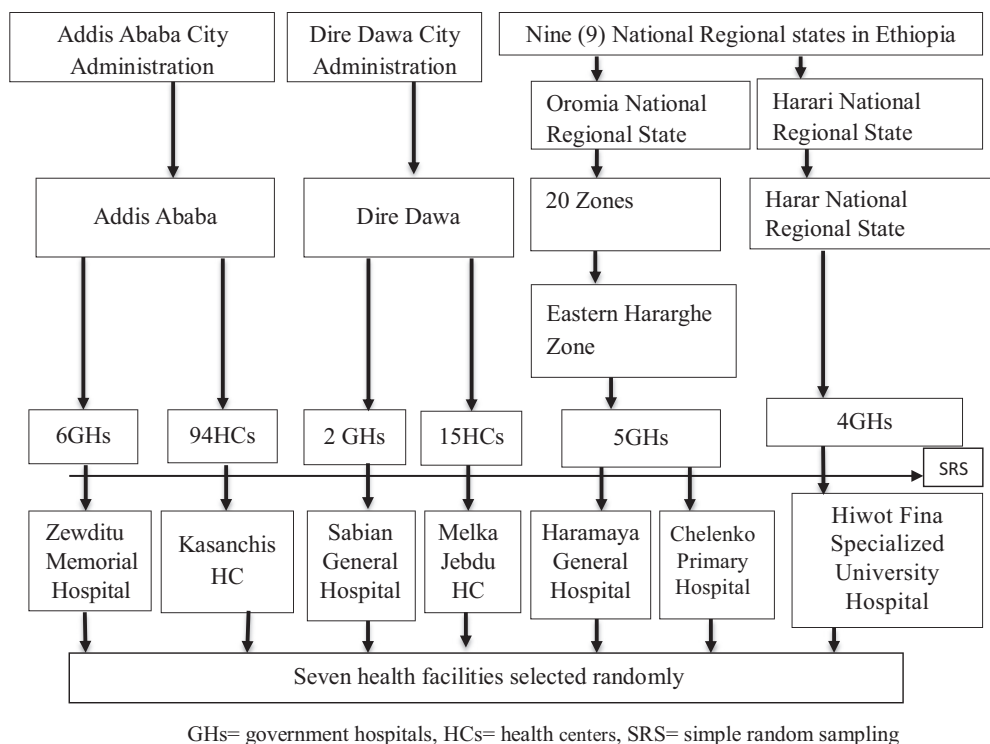 Addis Ababa City
Administration
Dire Dawa City
Administration
Nine (9) National Regional states in Ethiopia
Oromia National
Regional State
Harari National
Regional State
Addis Ababa
Dire Dawa
20 Zones
Harar National
Regional State
Eastern Hararghe
Zone
6GHs
94HCs
2 GHs
15HCs
5GHs
4GHs
SRS
Zewditu
Memorial
Hospital
Kasanchis
HC
Sabian
General
Hospital
Melka
Jebdu
HC
Haramaya
General
Hospital
Chelenko
Primary
Hospital
Hiwot Fina
Specialized
University
Hospital
Seven health facilities selected randomly
GHs= government hospitals, HCs= health centers, SRS= simple random sampling